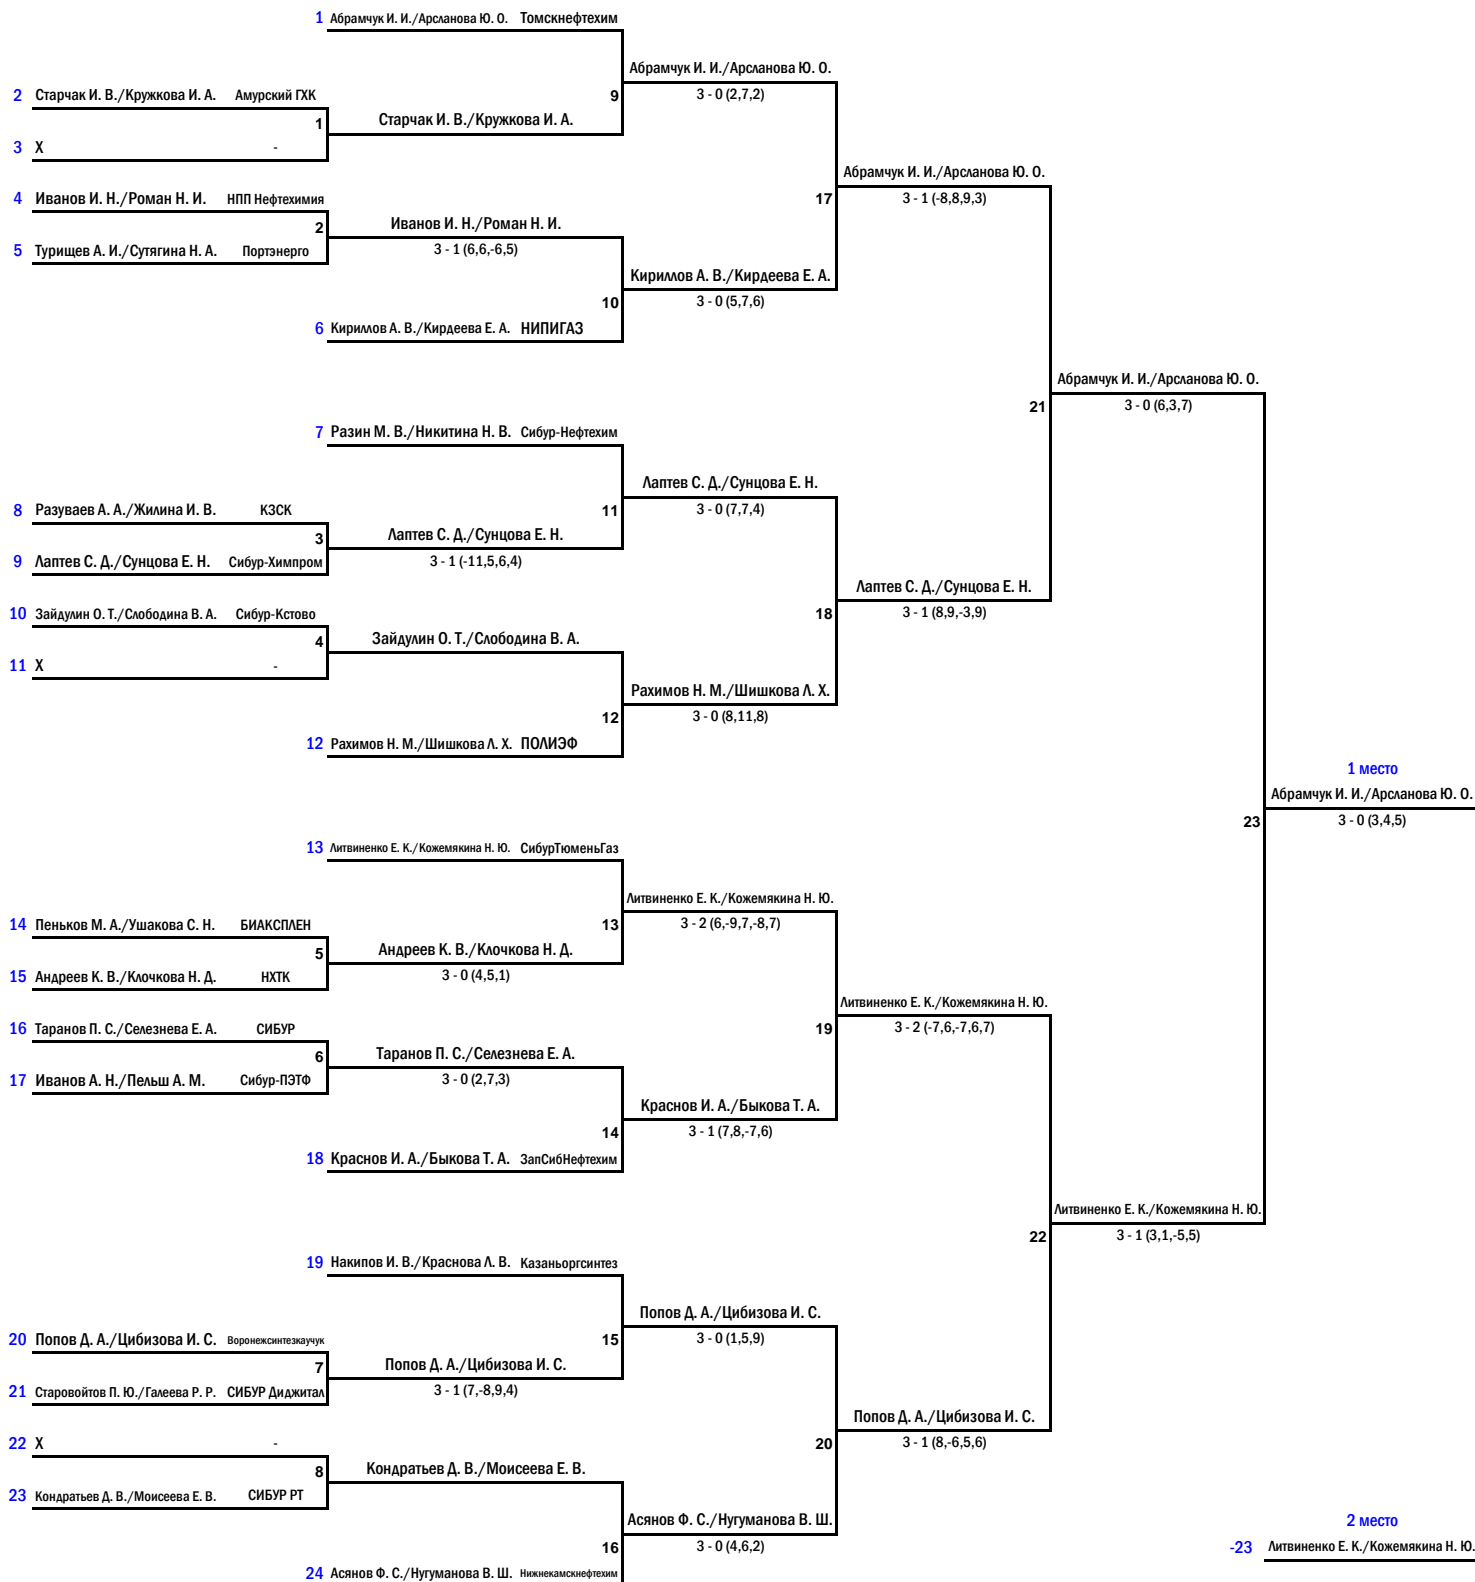 1 Абрамчук И. И./Арсланова Ю. О. Томскнефтехим
Абрамчук И. И./Арсланова Ю. О.
2 Старчак И. В./Кружкова И. А. Амурский ГХК
9
3 - 0 (2,7,2)
1
Старчак И. В./Кружкова И. А.
3 X -
Абрамчук И. И./Арсланова Ю. О.
4 Иванов И. Н./Роман Н. И. НПП Нефтехимия
17
3 - 1 (-8,8,9,3)
2
Иванов И. Н./Роман Н. И.
5 Турищев А. И./Сутягина Н. А. Портэнерго
3 - 1 (6,6,-6,5)
Кириллов А. В./Кирдеева Е. А.
10
3 - 0 (5,7,6)
6 Кириллов А. В./Кирдеева Е. А. НИПИГАЗ
Абрамчук И. И./Арсланова Ю. О.
21
3 - 0 (6,3,7)
7 Разин М. В./Никитина Н. В. Сибур-Нефтехим
Лаптев С. Д./Сунцова Е. Н.
8 Разуваев А. А./Жилина И. В. КЗСК
11
3 - 0 (7,7,4)
3
Лаптев С. Д./Сунцова Е. Н.
9 Лаптев С. Д./Сунцова Е. Н. Сибур-Химпром
3 - 1 (-11,5,6,4)
Лаптев С. Д./Сунцова Е. Н.
10 Зайдулин О. Т./Слободина В. А. Сибур-Кстово
18
3 - 1 (8,9,-3,9)
4
Зайдулин О. Т./Слободина В. А.
11 X -
Рахимов Н. М./Шишкова Л. Х.
12
3 - 0 (8,11,8)
12 Рахимов Н. М./Шишкова Л. Х. ПОЛИЭФ
1 место
Абрамчук И. И./Арсланова Ю. О.
23
3 - 0 (3,4,5)
13 Литвиненко Е. К./Кожемякина Н. Ю. СибурТюменьГаз
Литвиненко Е. К./Кожемякина Н. Ю.
14 Пеньков М. А./Ушакова С. Н. БИАКСПЛЕН
13
3 - 2 (6,-9,7,-8,7)
5
Андреев К. В./Клочкова Н. Д.
15 Андреев К. В./Клочкова Н. Д. НХТК
3 - 0 (4,5,1)
Литвиненко Е. К./Кожемякина Н. Ю.
16 Таранов П. С./Селезнева Е. А. СИБУР
19
3 - 2 (-7,6,-7,6,7)
6
Таранов П. С./Селезнева Е. А.
17 Иванов А. Н./Пельш А. М. Сибур-ПЭТФ
3 - 0 (2,7,3)
Краснов И. А./Быкова Т. А.
14
3 - 1 (7,8,-7,6)
18 Краснов И. А./Быкова Т. А. ЗапСибНефтехим
Литвиненко Е. К./Кожемякина Н. Ю.
22
3 - 1 (3,1,-5,5)
19 Накипов И. В./Краснова Л. В. Казаньоргсинтез
Попов Д. А./Цибизова И. С.
20 Попов Д. А./Цибизова И. С. Воронежсинтезкаучук
15
3 - 0 (1,5,9)
7
Попов Д. А./Цибизова И. С.
21 Старовойтов П. Ю./Галеева Р. Р. СИБУР Диджитал
3 - 1 (7,-8,9,4)
Попов Д. А./Цибизова И. С.
22 X -
20
3 - 1 (8,-6,5,6)
8
Кондратьев Д. В./Моисеева Е. В.
23 Кондратьев Д. В./Моисеева Е. В. СИБУР РТ
Асянов Ф. С./Нугуманова В. Ш.
2 место
16
3 - 0 (4,6,2)
-23 Литвиненко Е. К./Кожемякина Н. Ю.
24 Асянов Ф. С./Нугуманова В. Ш. Нижнекамскнефтехим